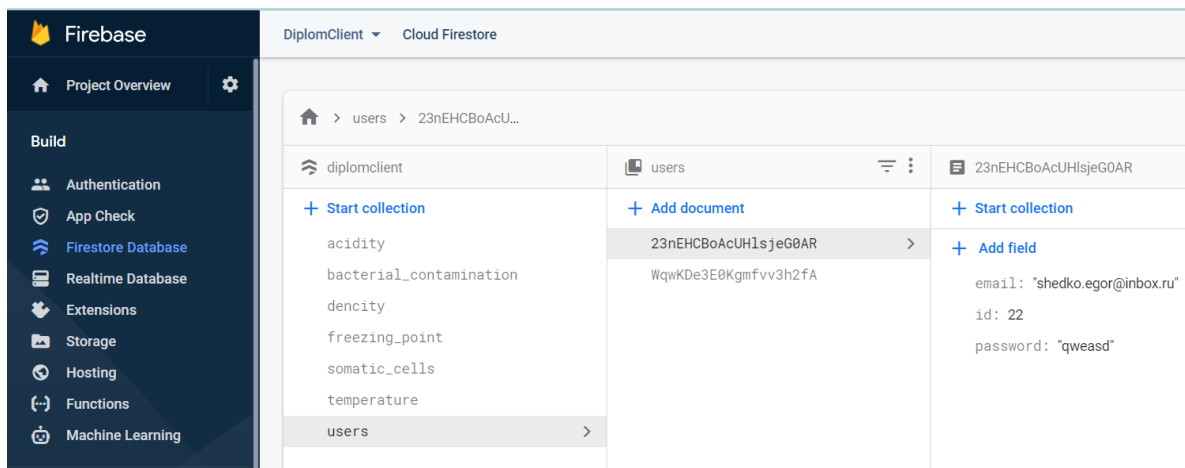 Firebase
Project Overview
Build
Authentication
App Check
Firestore Database
Realtime Database
Extensions
Storage
Hosting
Functions
Machine Learning
DiplomClient Cloud Firestore
users 23nEHCBoAcU...
diplomclient
Start collection
acidity
bacterial_contamination
dencity
freezing_point
somatic_cells
temperature
users
users
Add document
23nEHCBoAcUHlsjeG0AR
WqwKDe3E0Kgmfvv3h2fA
23nEHCBoAcUHlsjeG0AR
Start collection
Add field
email: "shedko.egor@inbox.ru"
id: 22
password: "qweasd"